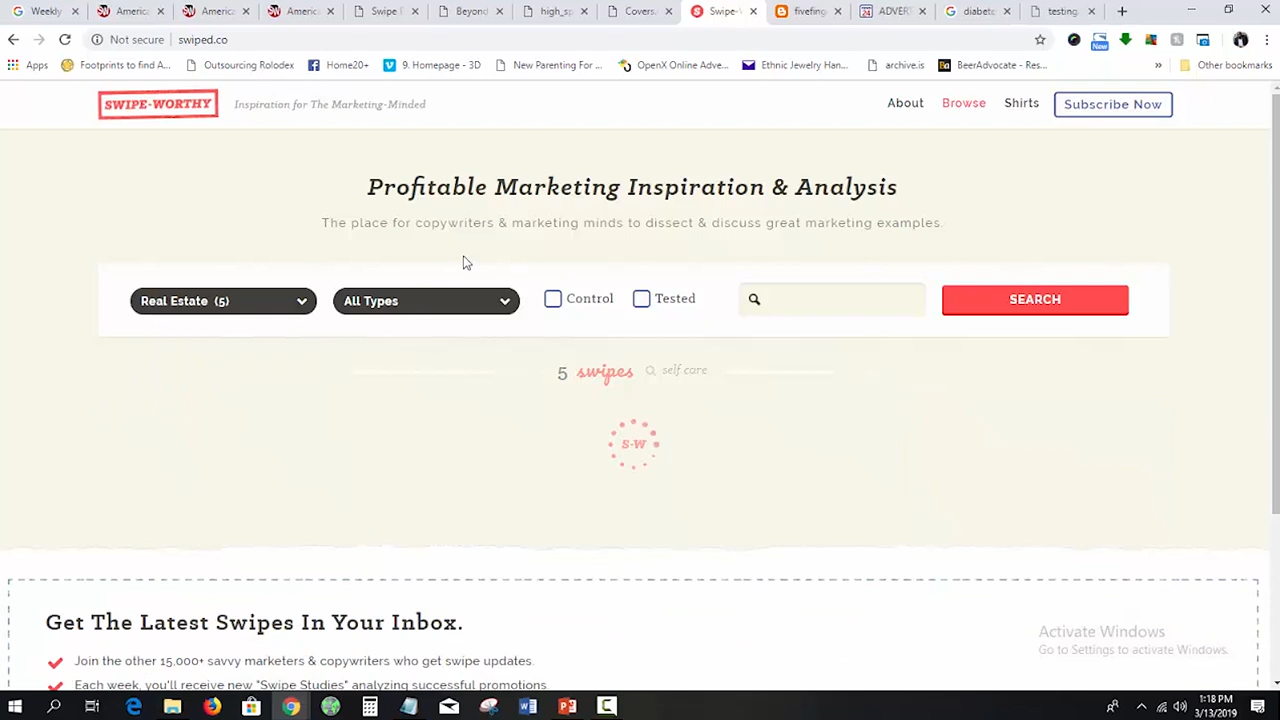 Weekly
America
America
America
Swipe.
Beyond
high_sp
Covers.
Swipe-
fivefing
24 ADVERT
diabete
testing.
Not secure | swiped.co
New
Apps
Footprints to find A...
Outsourcing Rolodex
Home20+
9. Homepage - 3D
New Parenting For ...
OpenX Online Adve...
Ethnic Jewelry Han...
archive.is
BeerAdvocate - Res...
»
Other bookmarks
SWIPE-WORTHY
Inspiration for The Marketing-Minded
About
Browse
Shirts
Subscribe Now
Profitable Marketing Inspiration & Analysis
The place for copywriters & marketing minds to dissect & discuss great marketing examples.
Real Estate (5)
All Types
Control
Tested
SEARCH
5 swipes self care
S-W
Get The Latest Swipes In Your Inbox.
Join the other 15,000+ savvy marketers & copywriters who get swipe updates.
Each week, you'll receive new "Swipe Studies" analyzing successful promotions.
Activate Windows
Go to Settings to activate Windows.
1:18 PM
3/13/2019